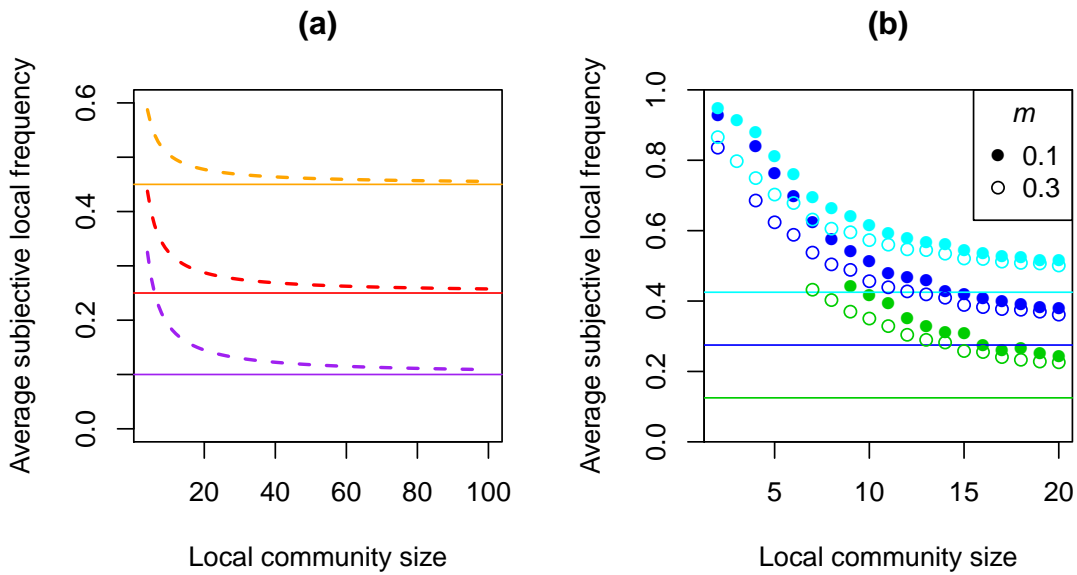 (a)
Average subjective local frequency
0.6
0.4
0.2
0.0
20 40 60 80 100
Local community size
(b)
Average subjective local frequency
1.0
0.8
0.6
0.4
0.2
0.0
m
0.1
0.3
5 10 15 20
Local community size